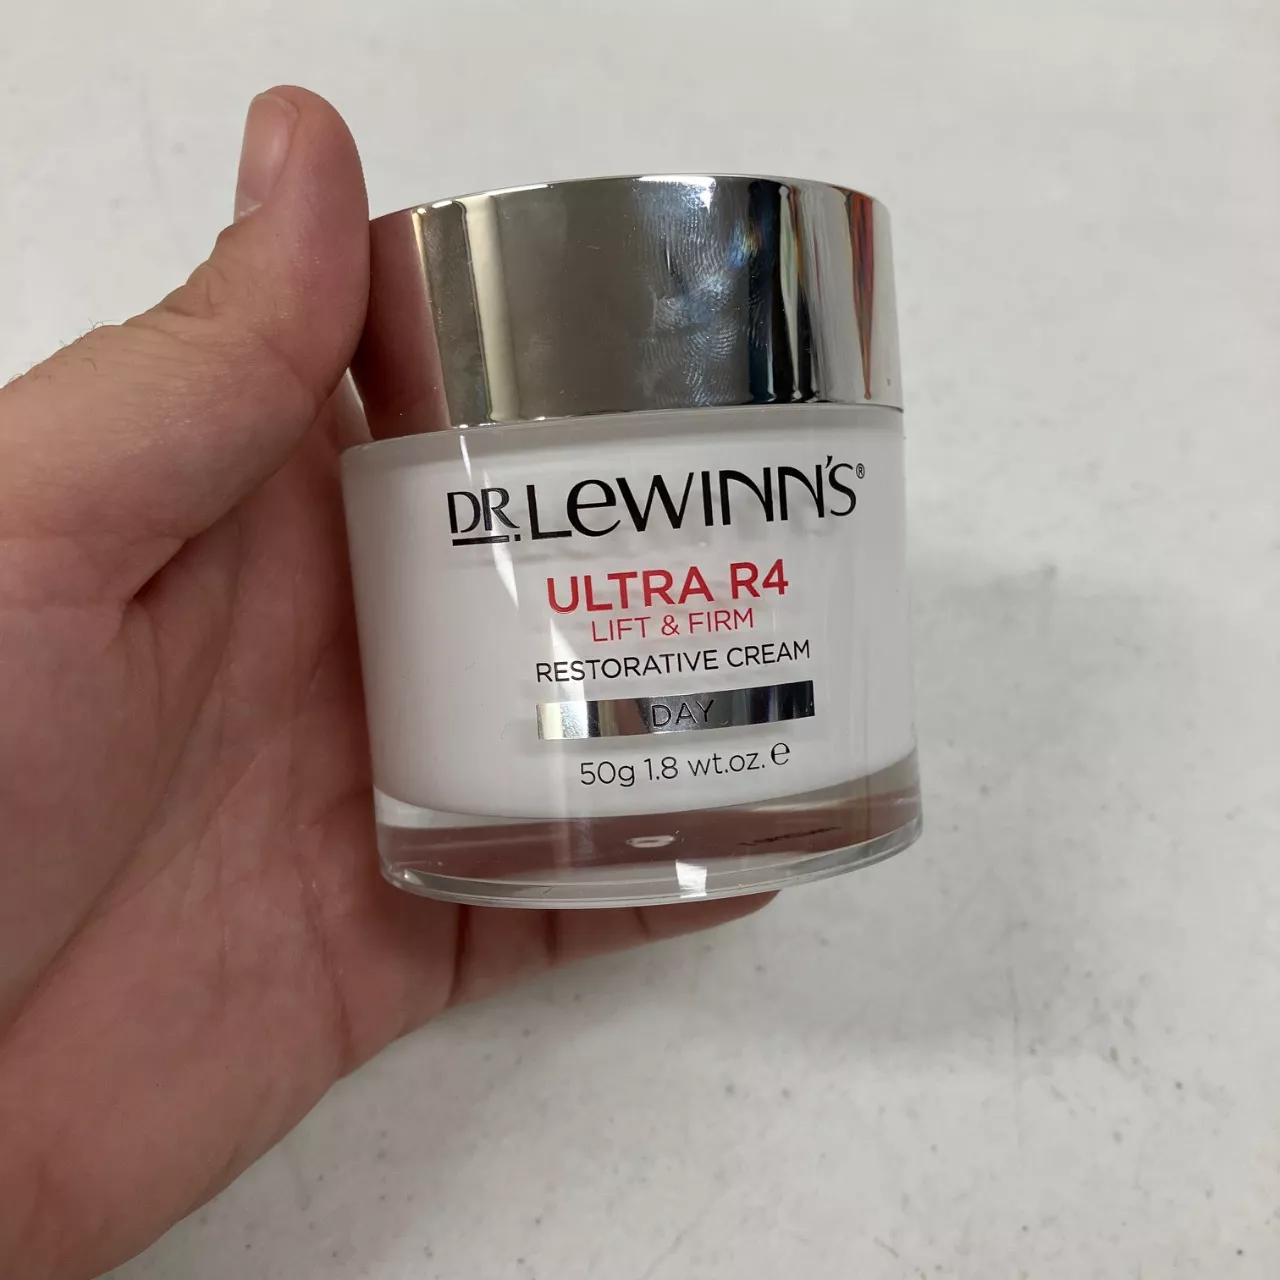 DR. LEWINN'S®
ULTRA R4
LIFT & FIRM
RESTORATIVE CREAM
DAY
50g 1.8 wt.oz. ℮